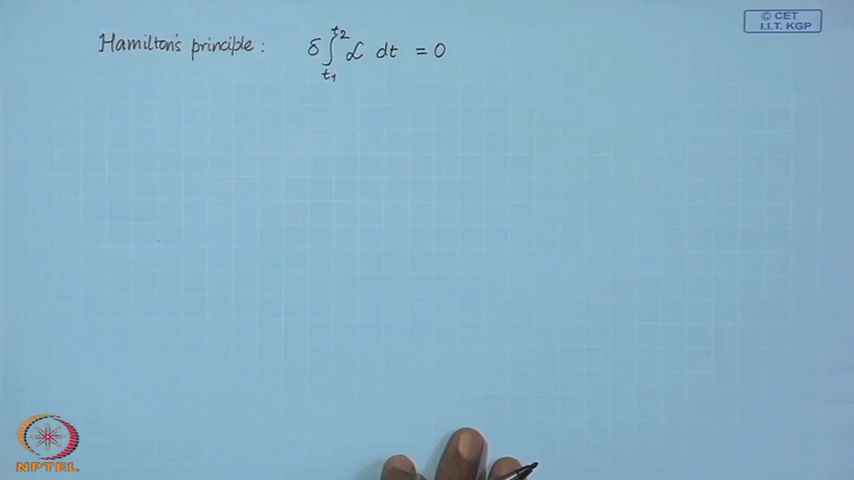 © CET
I.I.T. KGP
Hamilton's principle : δ∫_{t₁}^{t₂} ℒ dt = 0
NPTEL